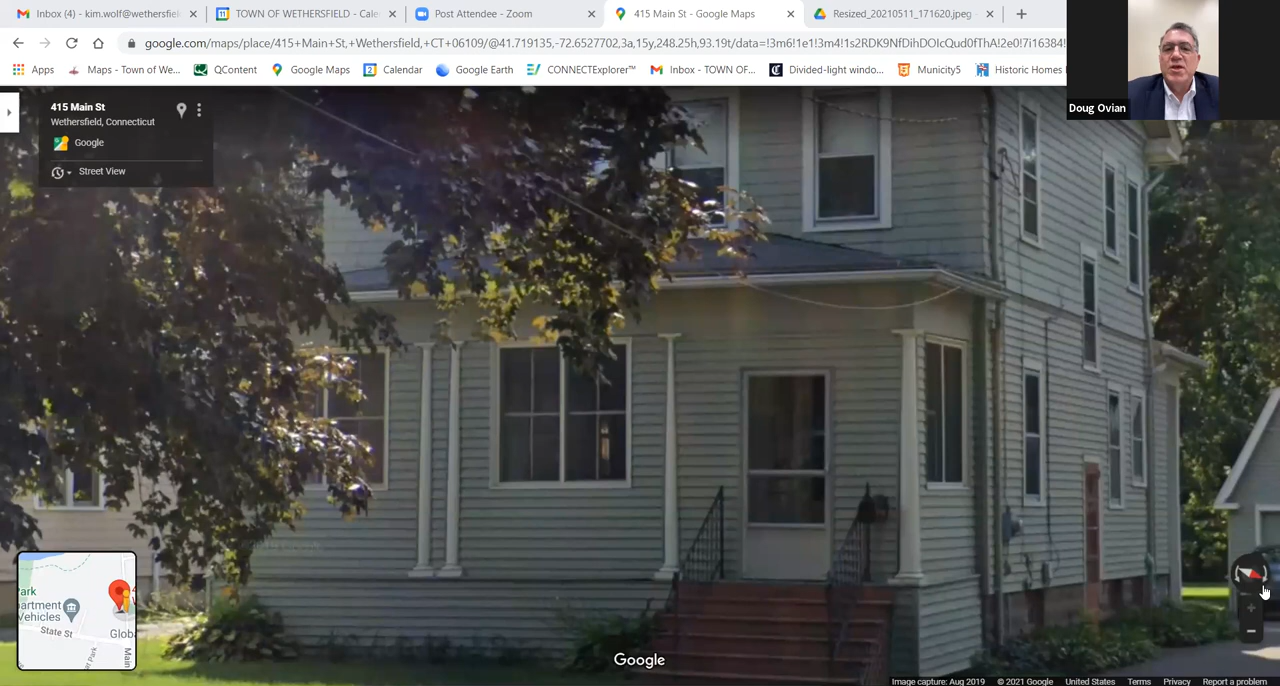 Inbox (4) - kim.wolf@wethersfiel
TOWN OF WETHERSFIELD - Cale
Post Attendee - Zoom
415 Main St - Google Maps
Resized_20210511_171620.jpeg -
google.com/maps/place/415+Main+St,+Wethersfield,+CT+06109/@41.719135,-72.6527702,3a,15y,248.25h,93.19t/data=!3m6!1e1!3m4!1s2RDK9NfDihDOIcQud0fThA!2e0!7i16384!
Apps
Maps - Town of We...
QContent
Google Maps
Calendar
Google Earth
CONNECTExplorer™
Inbox - TOWN OF...
Divided-light windo...
Municity5
Historic Homes
Doug Ovian
415 Main St
Wethersfield, Connecticut
Google
Street View
ark
partment
Vehicles
State St
Globa
Main
Park
Google
Image capture: Aug 2019 © 2021 Google United States Terms Privacy Report a problem